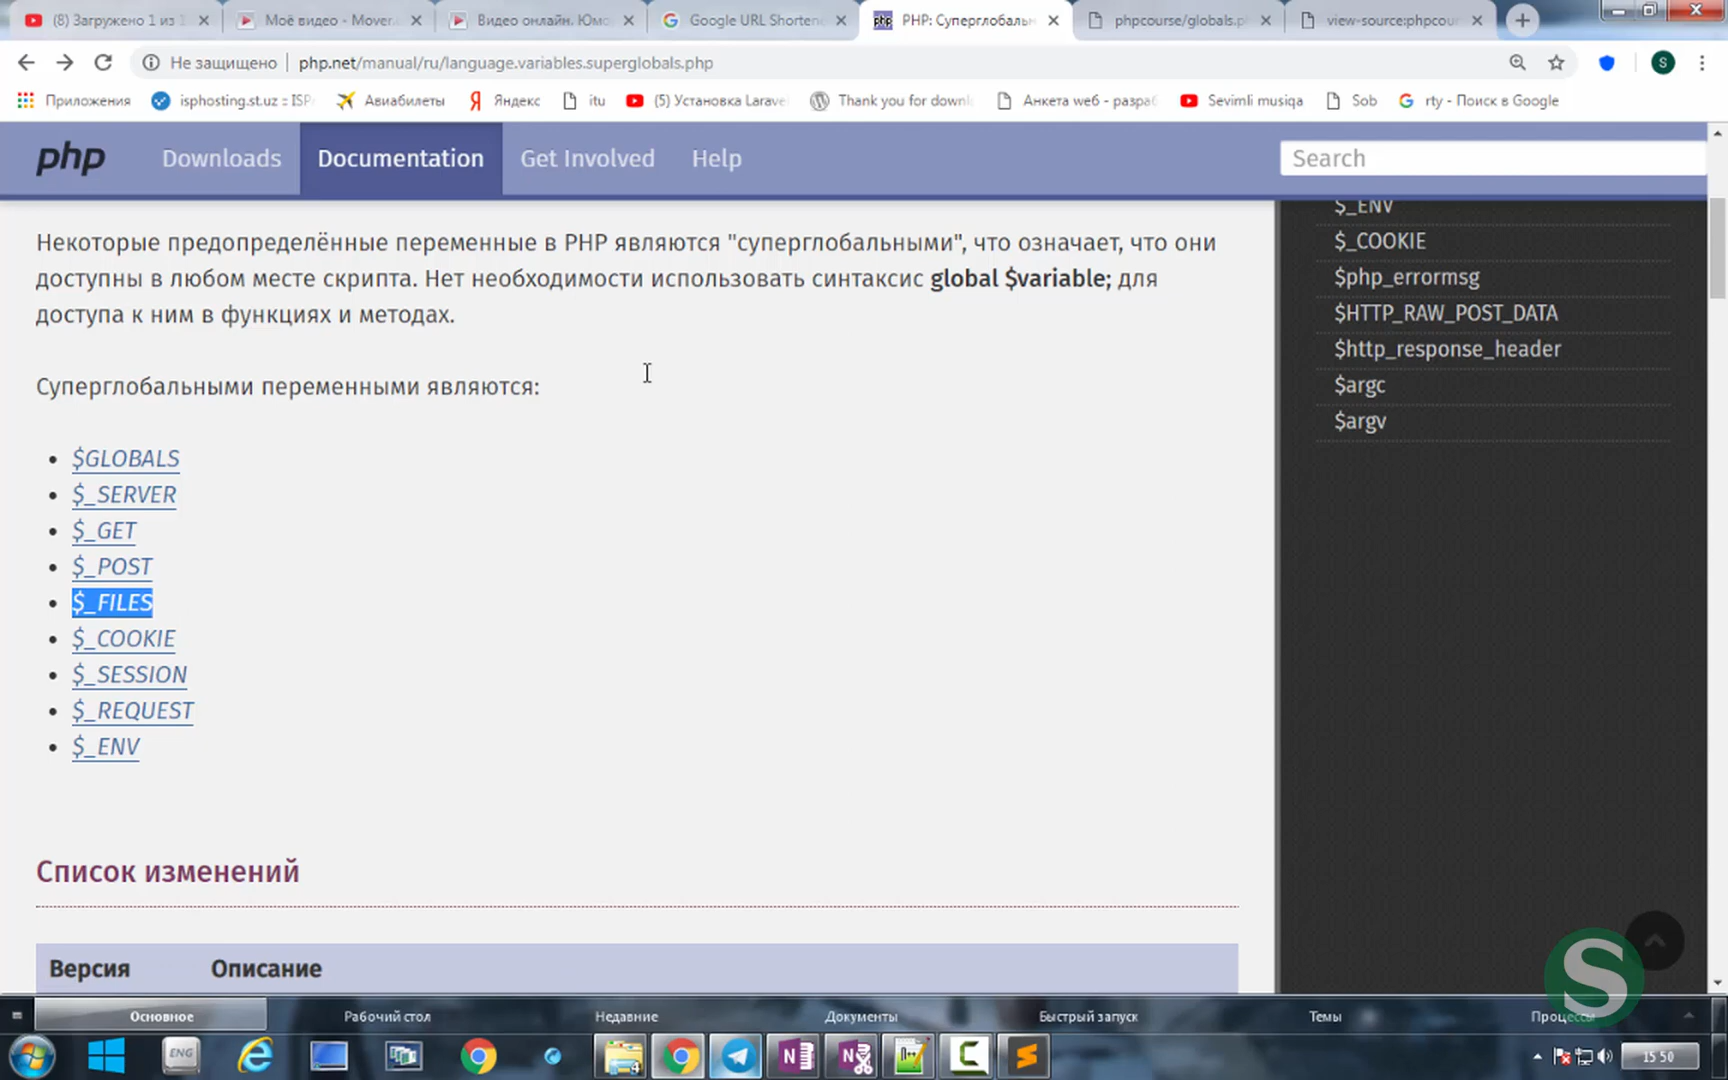 (8) Загружено 1 из 1
Моё видео - Mover.
Видео онлайн. Юмо
Google URL Shortene
PHP: Суперглобальн
phpcourse/globals.p
view-source:phpcou
Не защищено
php.net/manual/ru/language.variables.superglobals.php
S
Приложения
isphosting.st.uz :: ISP
Авиабилеты
Яндекс
itu
(5) Установка Larave
Thank you for downl
Анкета weб - разраб
Sevimli musiqa
Sob
rty - Поиск в Google
php
Downloads
Documentation
Get Involved
Help
Search
Некоторые предопределённые переменные в PHP являются "суперглобальными", что означает, что они
доступны в любом месте скрипта. Нет необходимости использовать синтаксис global $variable; для
доступа к ним в функциях и методах.
Суперглобальными переменными являются:
$GLOBALS
$_SERVER
$_GET
$_POST
$_FILES
$_COOKIE
$_SESSION
$_REQUEST
$_ENV
Список изменений
Версия
Описание
$_ENV
$_COOKIE
$php_errormsg
$HTTP_RAW_POST_DATA
$http_response_header
$argc
$argv
S
Основное
Рабочий стол
Недавние
Документы
Быстрый запуск
Темы
Процессы
ENG
15 50